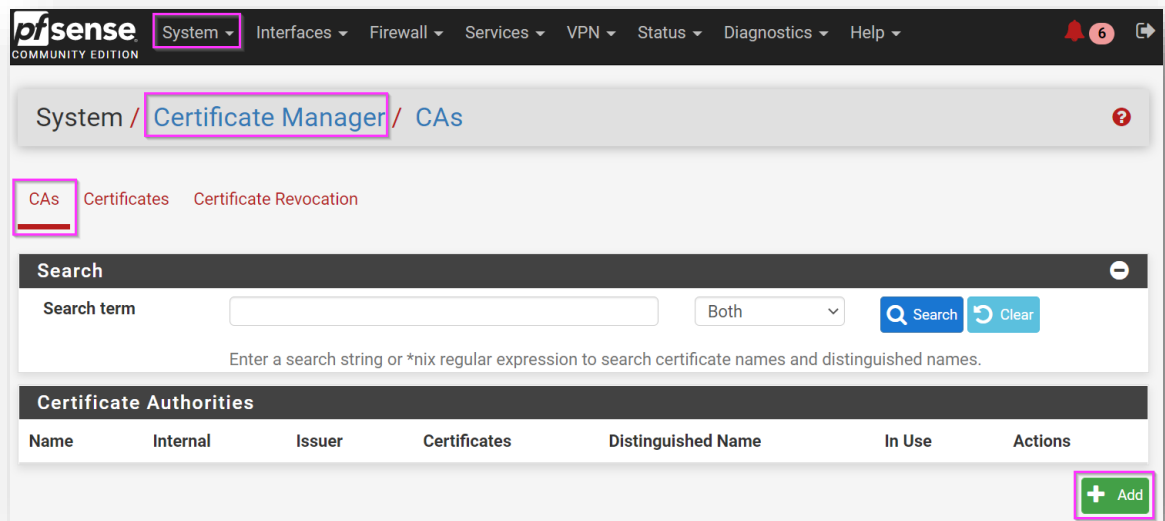 pfsense System Interfaces Firewall Services VPN Status Diagnostics Help 6
COMMUNITY EDITION
System / Certificate Manager / CAs
CAs Certificates Certificate Revocation
Search
Search term Both Search Clear
Enter a search string or *nix regular expression to search certificate names and distinguished names.
Certificate Authorities
Name Internal Issuer Certificates Distinguished Name In Use Actions
Add